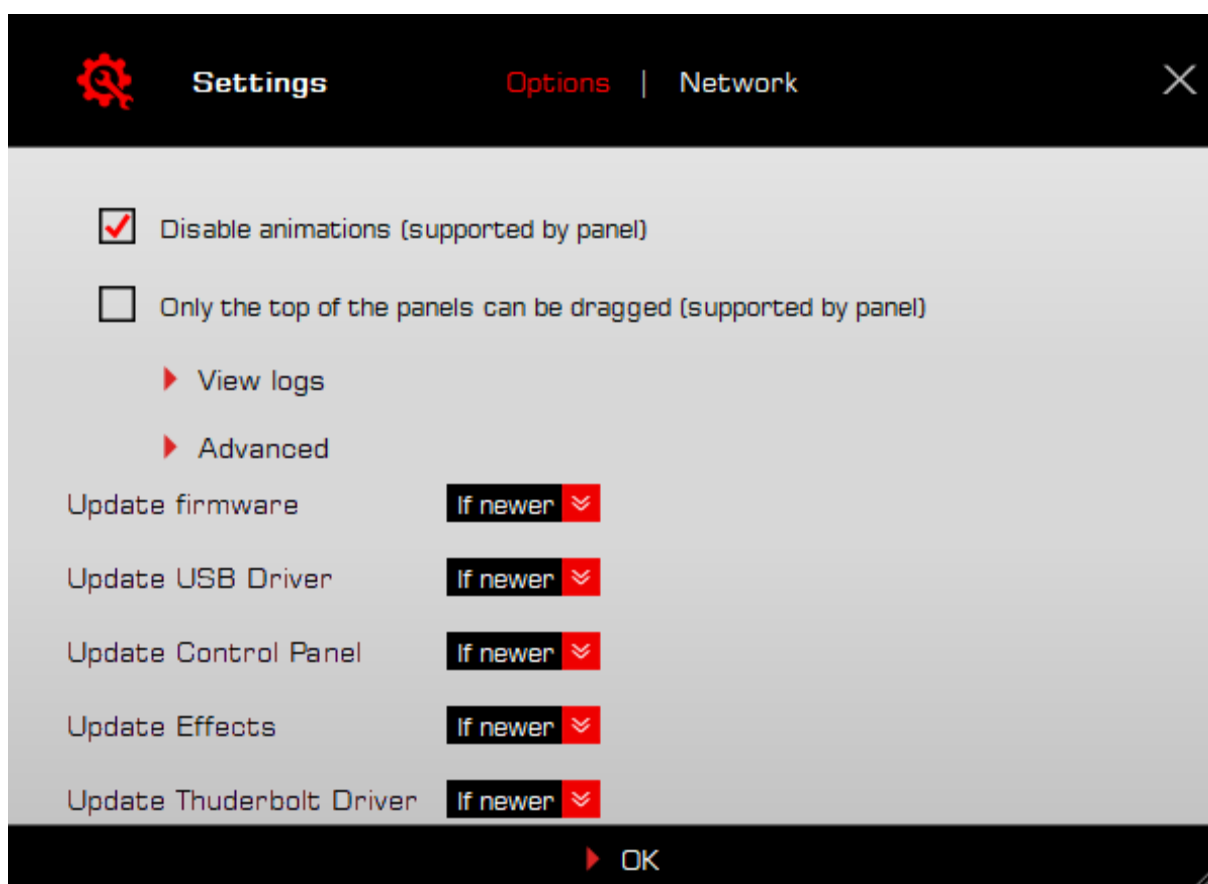 Settings Options | Network
Disable animations (supported by panel)
Only the top of the panels can be dragged (supported by panel)
View logs
Advanced
Update firmware If newer
Update USB Driver If newer
Update Control Panel If newer
Update Effects If newer
Update Thuderbolt Driver If newer
OK